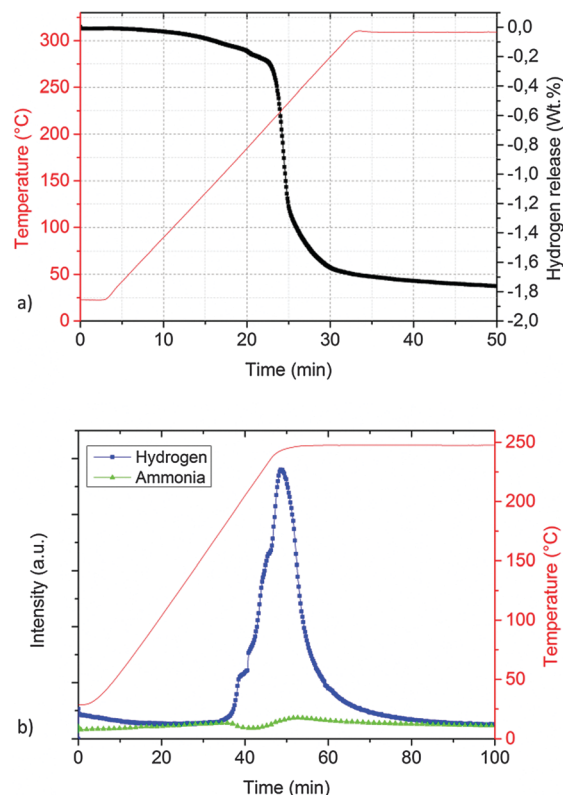 300
250
200
150
100
50
0
Temperature (°C)
0,0
-0,2
-0,4
-0,6
-0,8
-1,0
-1,2
-1,4
-1,6
-1,8
-2,0
Hydrogen release (Wt.%)
a)
0 10 20 30 40 50
Time (min)
Hydrogen
Ammonia
Intensity (a.u.)
250
200
150
100
50
0
Temperature (°C)
b)
0 20 40 60 80 100
Time (min)